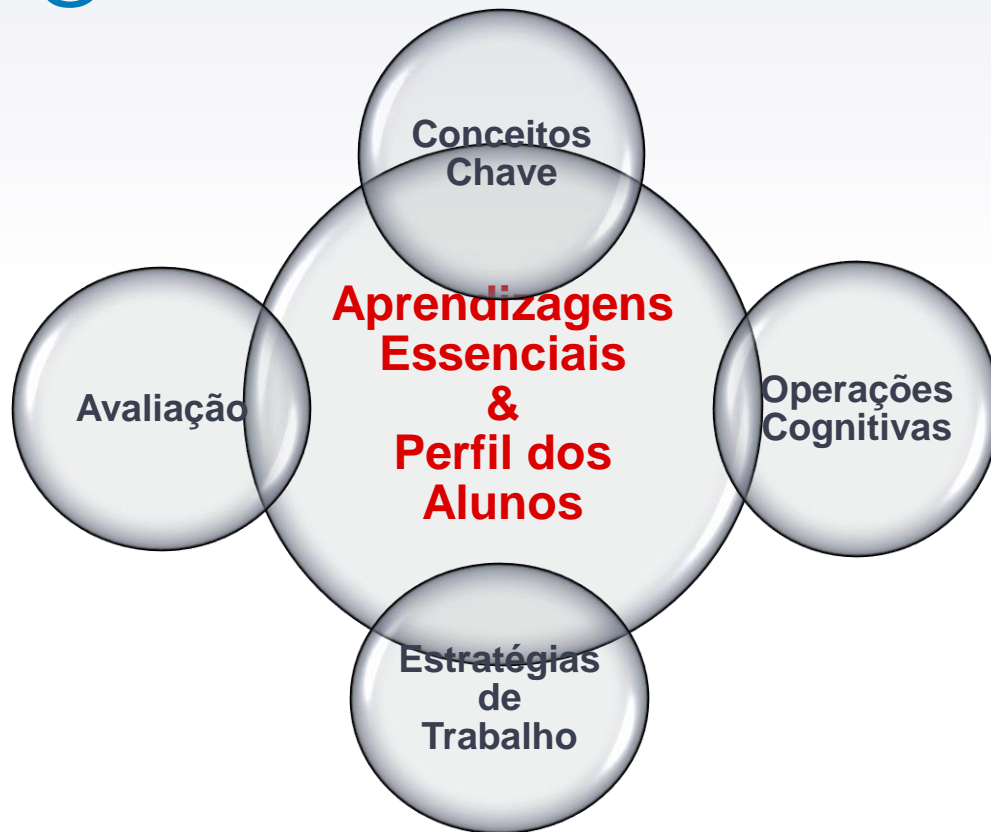 Conceitos
Chave
Aprendizagens
Essenciais
&
Perfil dos
Alunos
Avaliação
Operações
Cognitivas
Estratégias
de
Trabalho